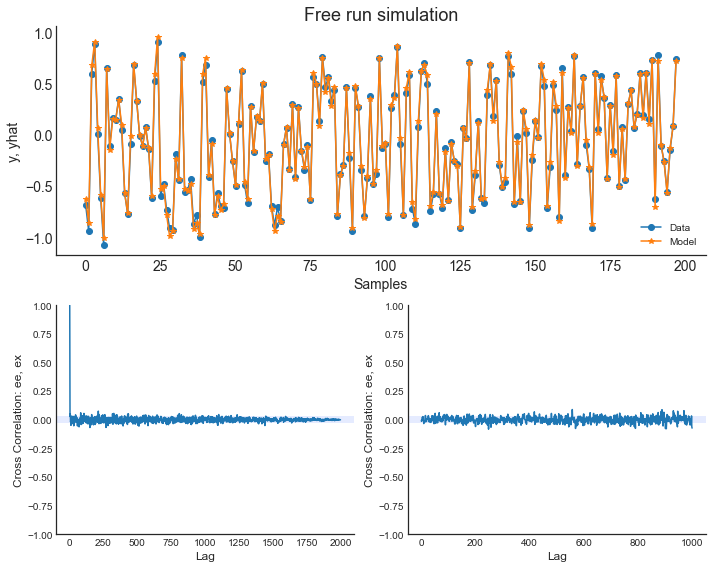 Free run simulation
y, yhat
1.0
0.5
0.0
−0.5
−1.0
Data
Model
0 25 50 75 100 125 150 175 200
Samples
Cross Correlation: ee, ex
1.00
0.75
0.50
0.25
0.00
−0.25
−0.50
−0.75
−1.00
0 250 500 750 1000 1250 1500 1750 2000
Lag
Cross Correlation: ee, ex
1.00
0.75
0.50
0.25
0.00
−0.25
−0.50
−0.75
−1.00
0 200 400 600 800 1000
Lag